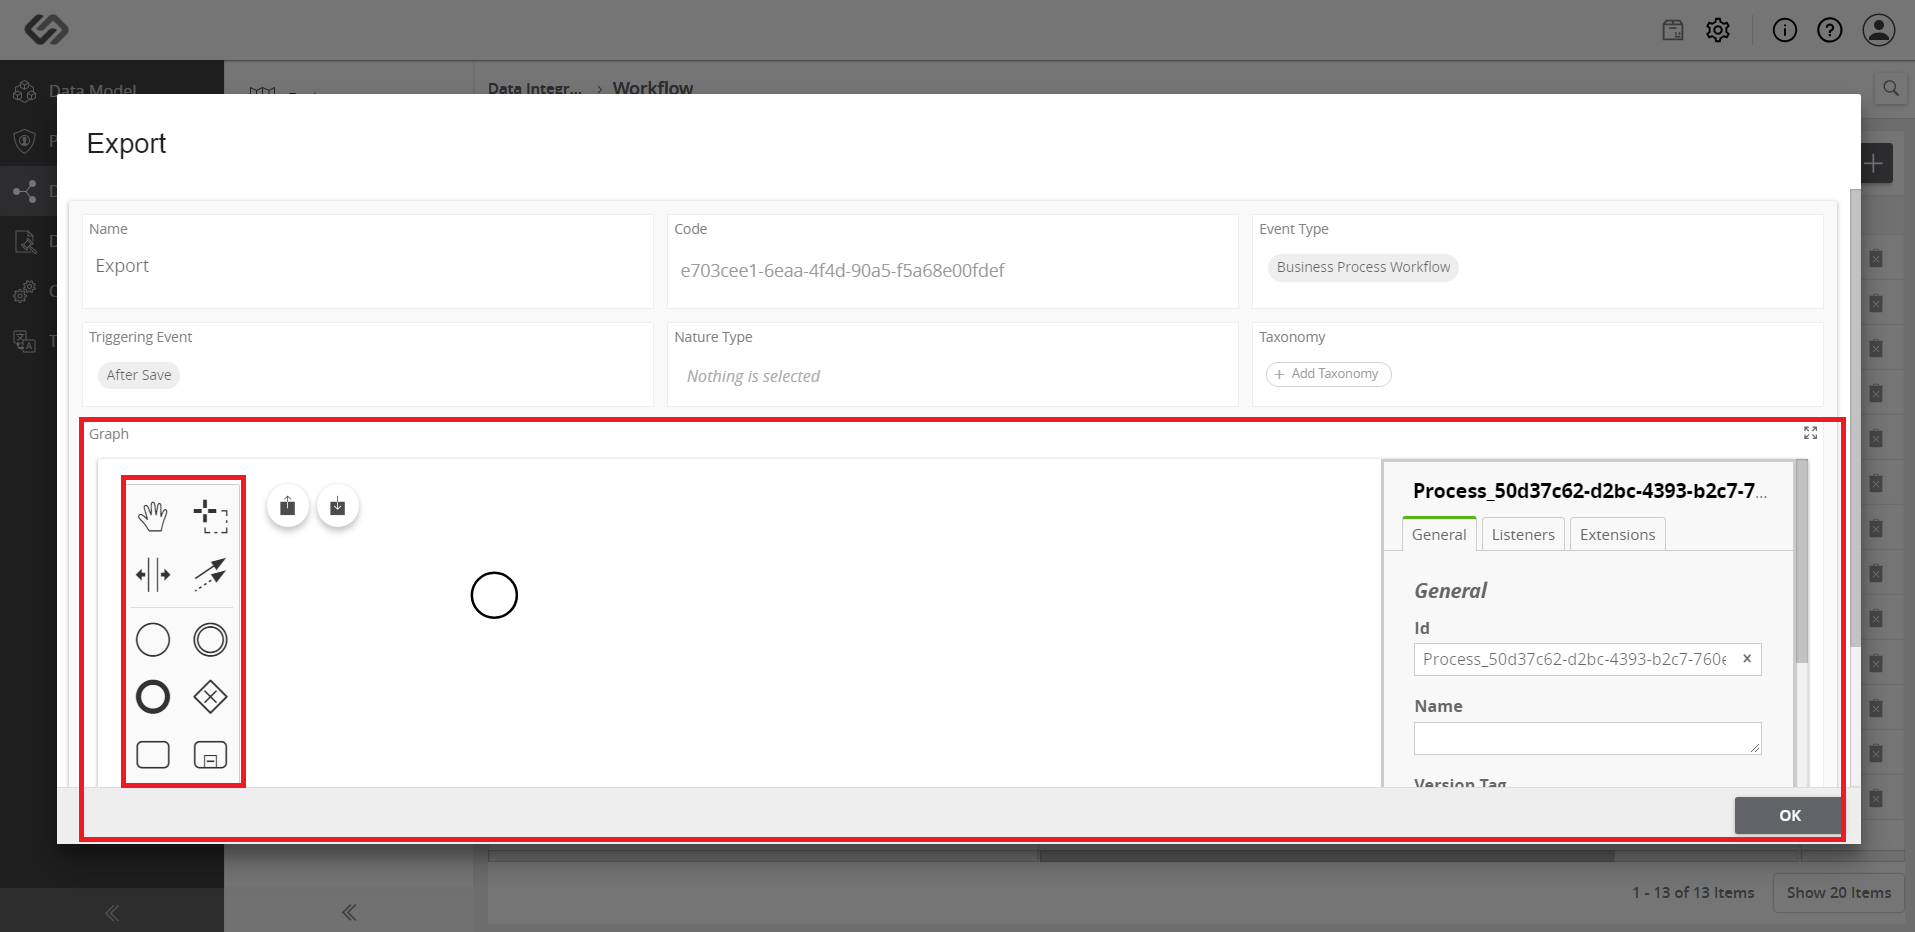 Data Model
Data Integr... › Workflow
Export
Name
Export
Code
e703cee1-6eaa-4f4d-90a5-f5a68e00fdef
Event Type
Business Process Workflow
Triggering Event
After Save
Nature Type
Nothing is selected
Taxonomy
+ Add Taxonomy
Graph
Process_50d37c62-d2bc-4393-b2c7-7...
General
Listeners
Extensions
General
Id
Process_50d37c62-d2bc-4393-b2c7-760e
Name
Version Tag
OK
1 - 13 of 13 Items
Show 20 Items